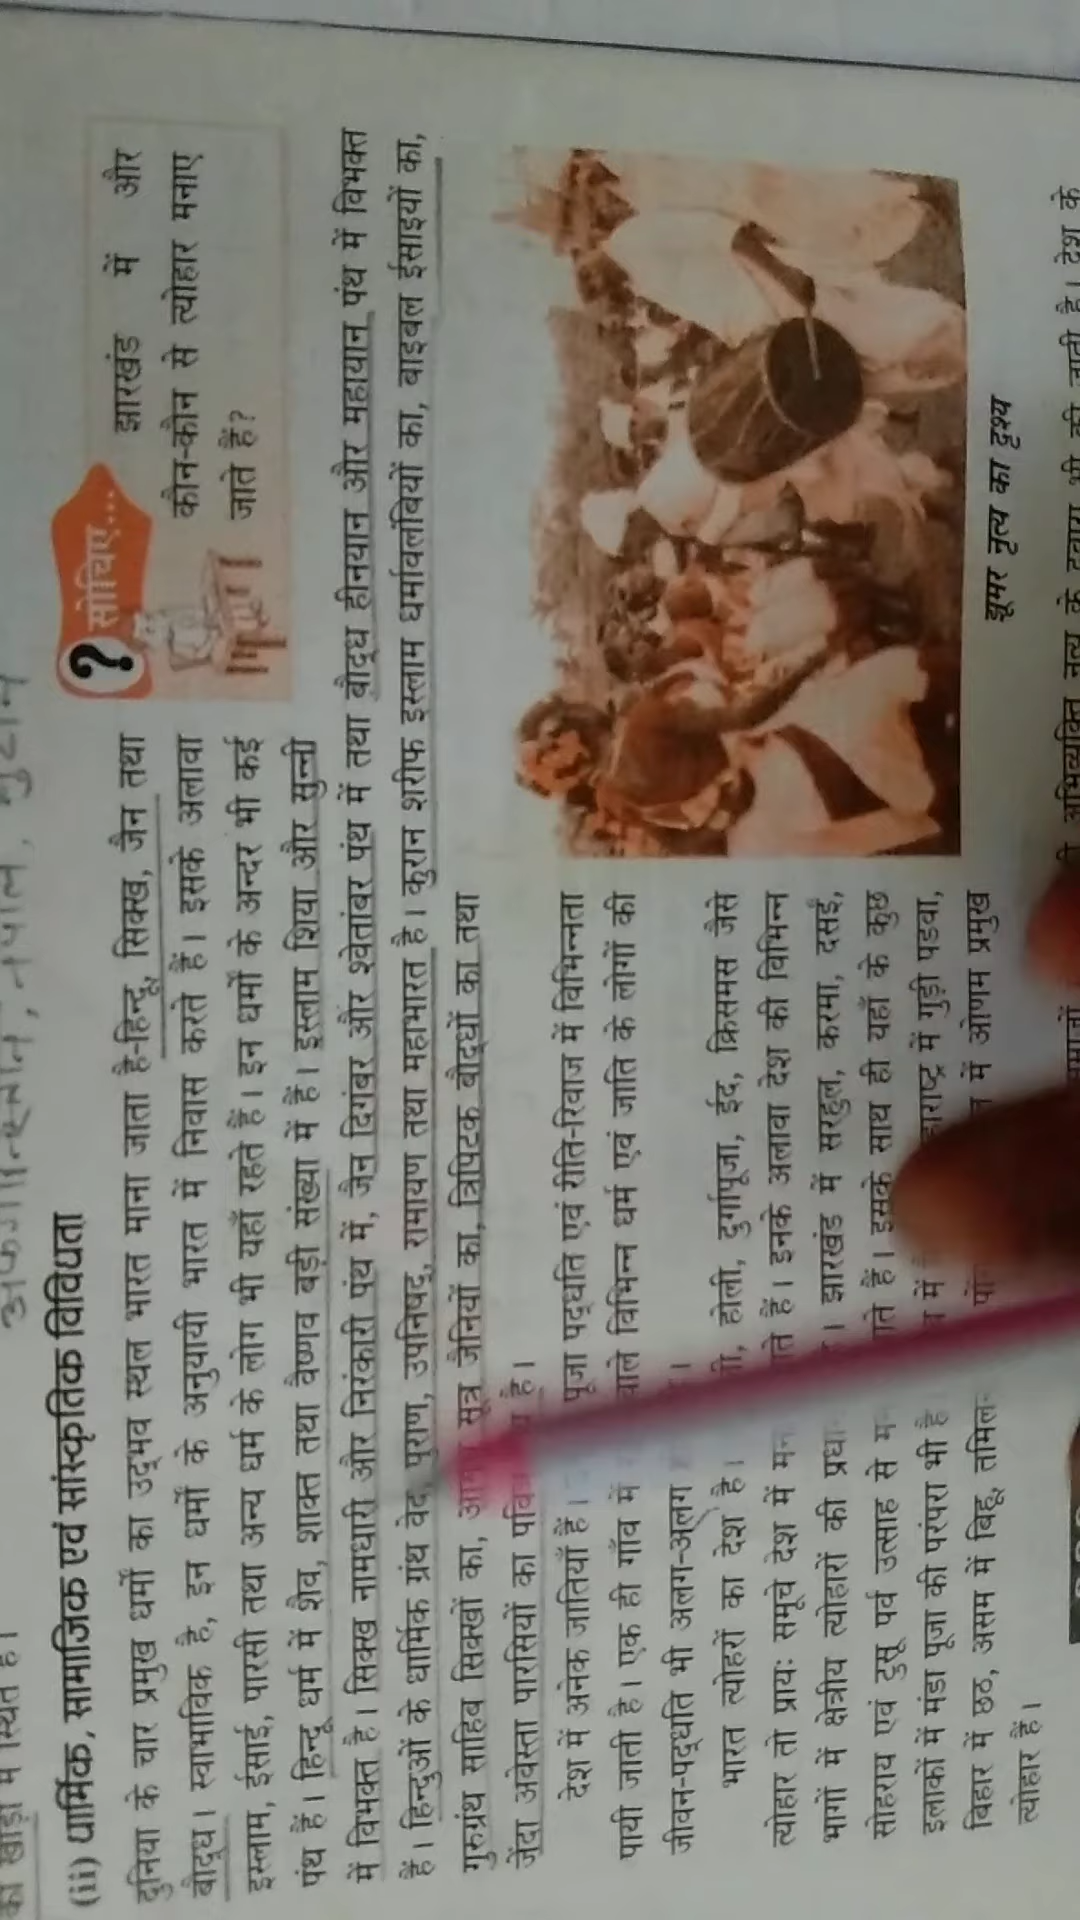 खाड़ी में स्थित है।
(ii) धार्मिक, सामाजिक एवं सांस्कृतिक विविधता
दुनिया के चार प्रमुख धर्मों का उद्भव स्थल भारत माना जाता है-हिन्दू, सिक्ख, जैन तथा
बौद्ध। स्वाभाविक है, इन धर्मों के अनुयायी भारत में निवास करते हैं। इसके अलावा
इस्लाम, ईसाई, पारसी तथा अन्य धर्म के लोग भी यहाँ रहते हैं। इन धर्मों के अन्दर भी कई
पंथ हैं। हिन्दू धर्म में शैव, शाक्त तथा वैष्णव बड़ी संख्या में हैं। इस्लाम शिया और सुन्नी
? सोचिए...
झारखंड में और
कौन-कौन से त्योहार मनाए
जाते हैं?
में विभक्त है। सिक्ख नामधारी और निरंकारी पंथ में, जैन दिगंबर और श्वेतांबर पंथ में तथा बौद्ध हीनयान और महायान पंथ में विभक्त
हैं। हिन्दुओं के धार्मिक ग्रंथ वेद, पुराण, उपनिषद्, रामायण तथा महाभारत है। कुरान शरीफ इस्लाम धर्मावलंबियों का, बाइबल ईसाइयों का,
गुरुग्रंथ साहिब सिक्खों का, सूत्र जैनियों का, त्रिपिटक बौद्धों का तथा
जेंदा अवेस्ता पारसियों का है।
देश में अनेक जातियाँ हैं। पूजा पद्धति एवं रीति-रिवाज में विभिन्नता
पायी जाती है। एक ही गाँव में वाले विभिन्न धर्म एवं जाति के लोगों की
जीवन-पद्धति भी अलग-अलग
भारत त्योहरों का देश है। होली, दुर्गापूजा, ईद, क्रिसमस जैसे
त्योहार तो प्रायः समूचे देश में हैं। इनके अलावा देश की विभिन्न
भागों में क्षेत्रीय त्योहारों की झारखंड में सरहुल, करमा, दसईं,
सोहराय एवं टुसू पर्व उत्साह से हैं। इसके साथ ही यहाँ के कुछ
इलाकों में मंडा पूजा की परंपरा भी है में गुड़ी पड़वा,
बिहार में छठ, असम में बिहू, में ओणम प्रमुख
त्योहार हैं।
झूमर नृत्य का दृश्य
अभिव्यक्ति नृत्य के द्वारा भी की जाती है। देश के